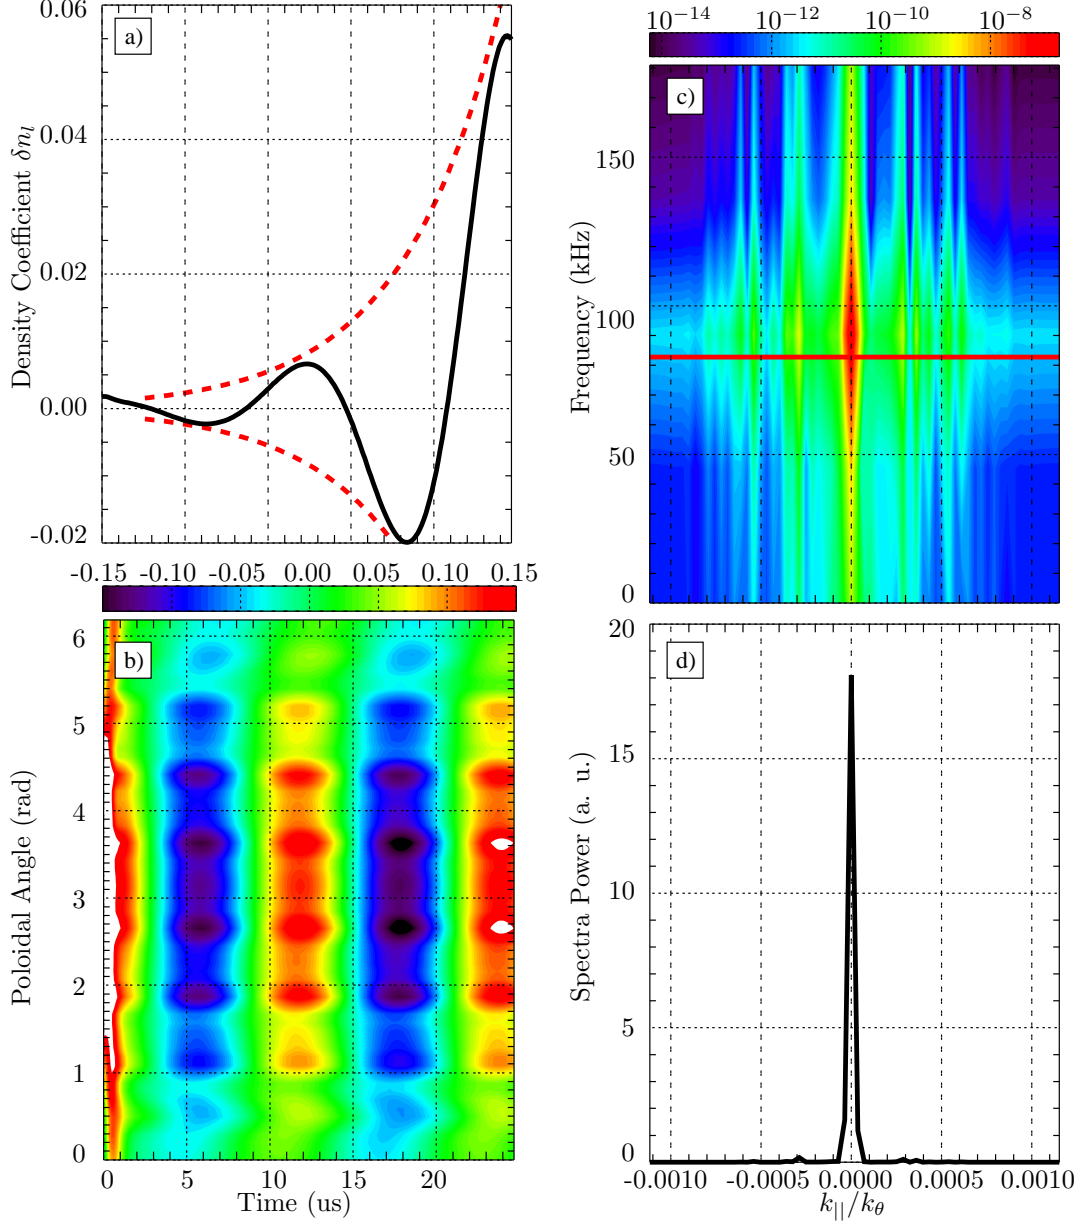 a)
Density Coefficient δn_l
0.06
0.04
0.02
0.00
-0.02
-0.15 -0.10 -0.05 0.00 0.05 0.10 0.15
b)
Poloidal Angle (rad)
6
5
4
3
2
1
0
0 5 10 15 20
Time (us)
10^{-14} 10^{-12} 10^{-10} 10^{-8}
c)
Frequency (kHz)
150
100
50
0
d)
Spectra Power (a. u.)
20
15
10
5
0
-0.0010 -0.0005 0.0000 0.0005 0.0010
k_{||}/k_θ